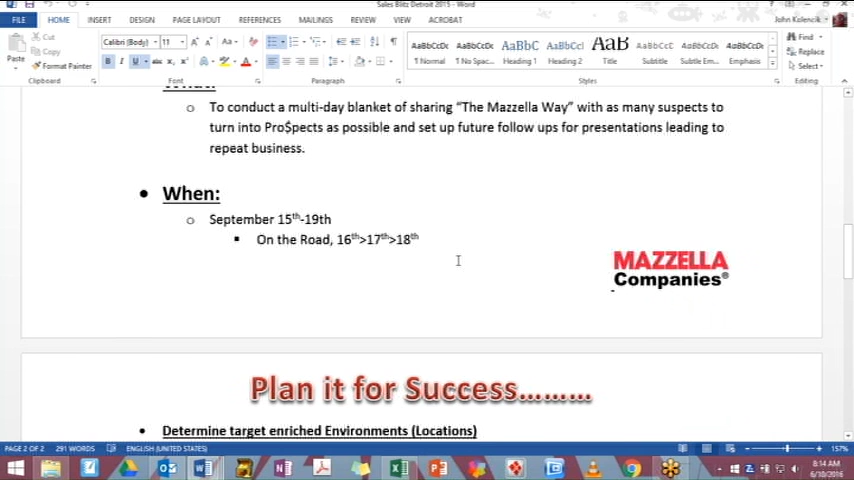 Sales Blitz Detroit 2015 - Word
FILE HOME INSERT DESIGN PAGE LAYOUT REFERENCES MAILINGS REVIEW VIEW ACROBAT
John Kolencik
Cut
Copy
Format Painter
Paste
Clipboard
Calibri (Body) 11
Font
Paragraph
AaBbCcDc AaBbCcDc AaBbC AaBbCcI AaB AaBbCcC AaBbCcDc AaBbCcDc
¶ Normal ¶ No Spac... Heading 1 Heading 2 Title Subtitle Subtle Em... Emphasis
Styles
Find
Replace
Select
Editing
o To conduct a multi-day blanket of sharing “The Mazzella Way” with as many suspects to
turn into Pro$pects as possible and set up future follow ups for presentations leading to
repeat business.
• When:
o September 15th-19th
▪ On the Road, 16th>17th>18th
MAZZELLA
Companies®
Plan it for Success.........
• Determine target enriched Environments (Locations)
PAGE 2 OF 2 291 WORDS ENGLISH (UNITED STATES) 157%
8:14 AM
6/10/2016